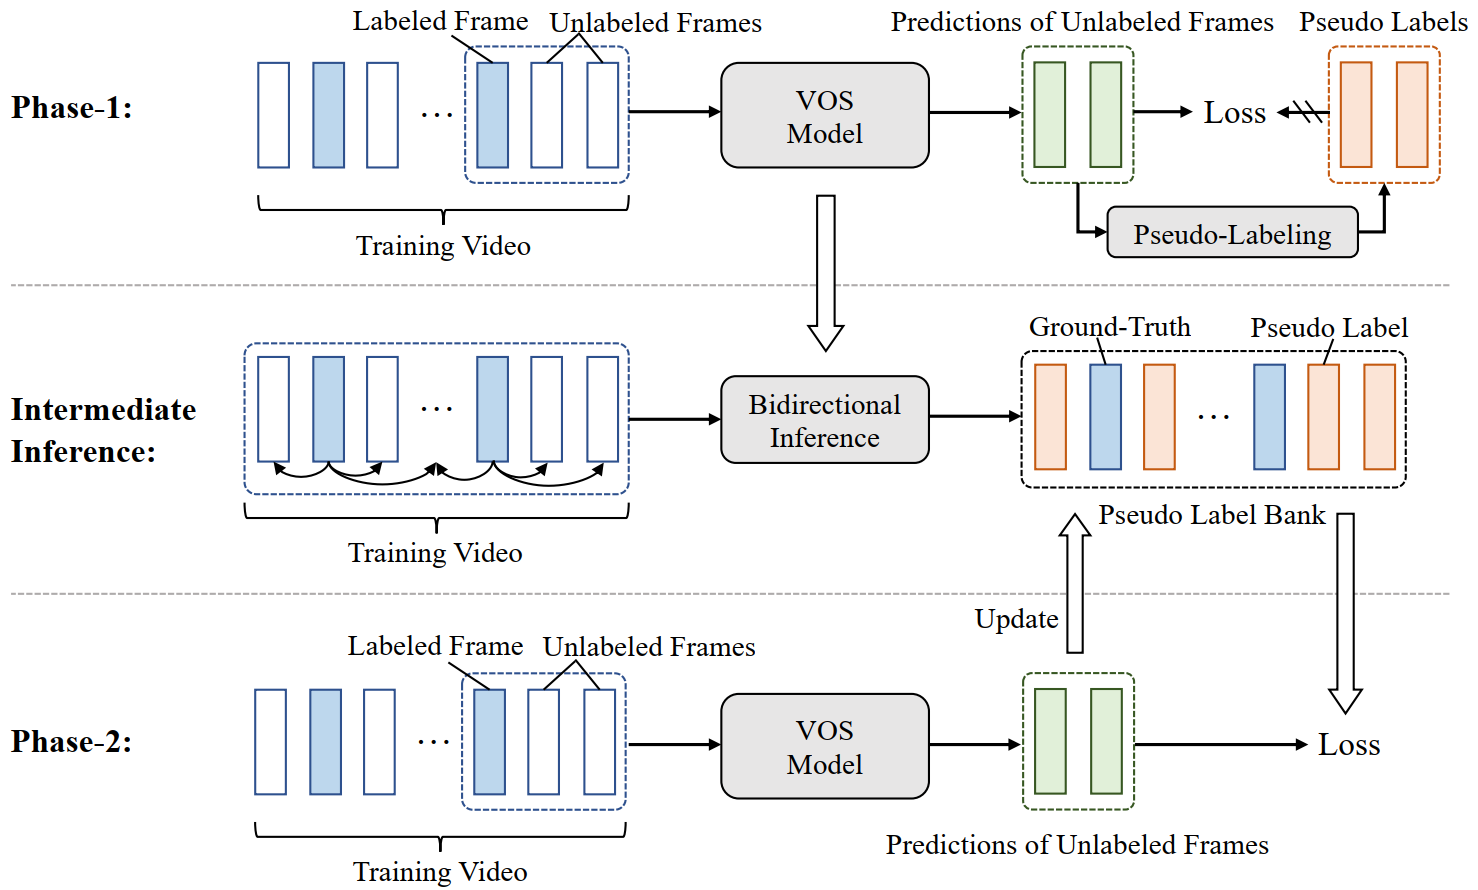 Labeled Frame
Unlabeled Frames
Predictions of Unlabeled Frames
Pseudo Labels
Phase-1:
...
VOS
Model
Loss
Pseudo-Labeling
Training Video
Ground-Truth
Pseudo Label
Intermediate
Inference:
...
Bidirectional
Inference
...
Pseudo Label Bank
Training Video
Update
Labeled Frame
Unlabeled Frames
Phase-2:
...
VOS
Model
Loss
Predictions of Unlabeled Frames
Training Video